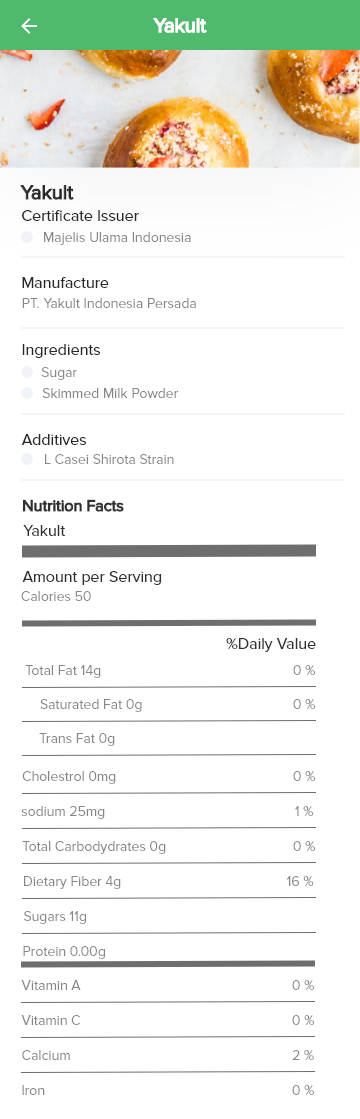 Yakult
Yakult
Certificate Issuer
Majelis Ulama Indonesia
Manufacture
PT. Yakult Indonesia Persada
Ingredients
Sugar
Skimmed Milk Powder
Additives
L Casei Shirota Strain
Nutrition Facts
Yakult
Amount per Serving
Calories 50
%Daily Value
Total Fat 14g 0 %
Saturated Fat 0g 0 %
Trans Fat 0g
Cholestrol 0mg 0 %
sodium 25mg 1 %
Total Carbodydrates 0g 0 %
Dietary Fiber 4g 16 %
Sugars 11g
Protein 0.00g
Vitamin A 0 %
Vitamin C 0 %
Calcium 2 %
Iron 0 %